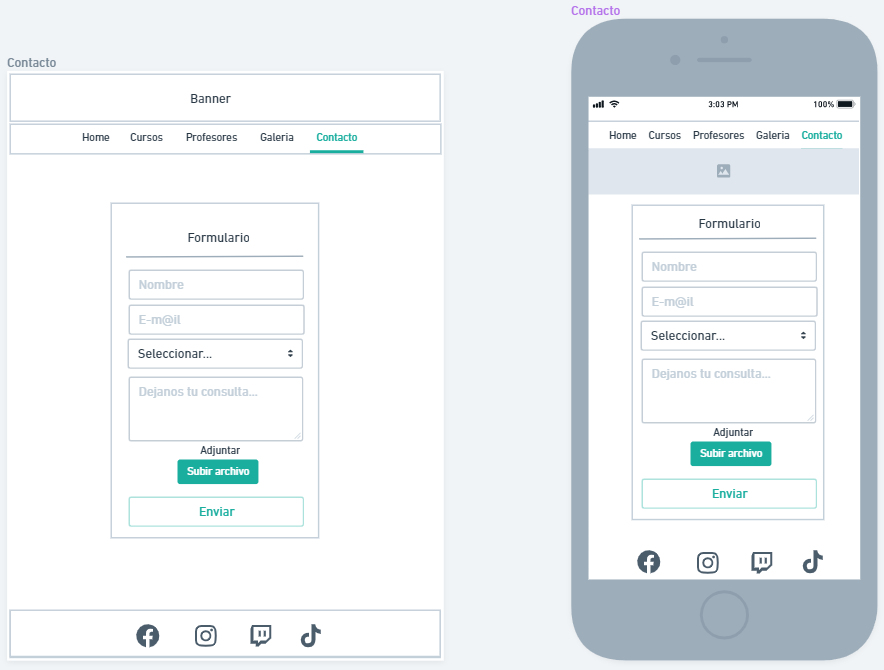 Contacto
Banner
Home Cursos Profesores Galeria Contacto
Formulario
Nombre
E-m@il
Seleccionar...
Dejanos tu consulta...
Adjuntar
Subir archivo
Enviar
Contacto
3:03 PM 100%
Home Cursos Profesores Galeria Contacto
Formulario
Nombre
E-m@il
Seleccionar...
Dejanos tu consulta...
Adjuntar
Subir archivo
Enviar